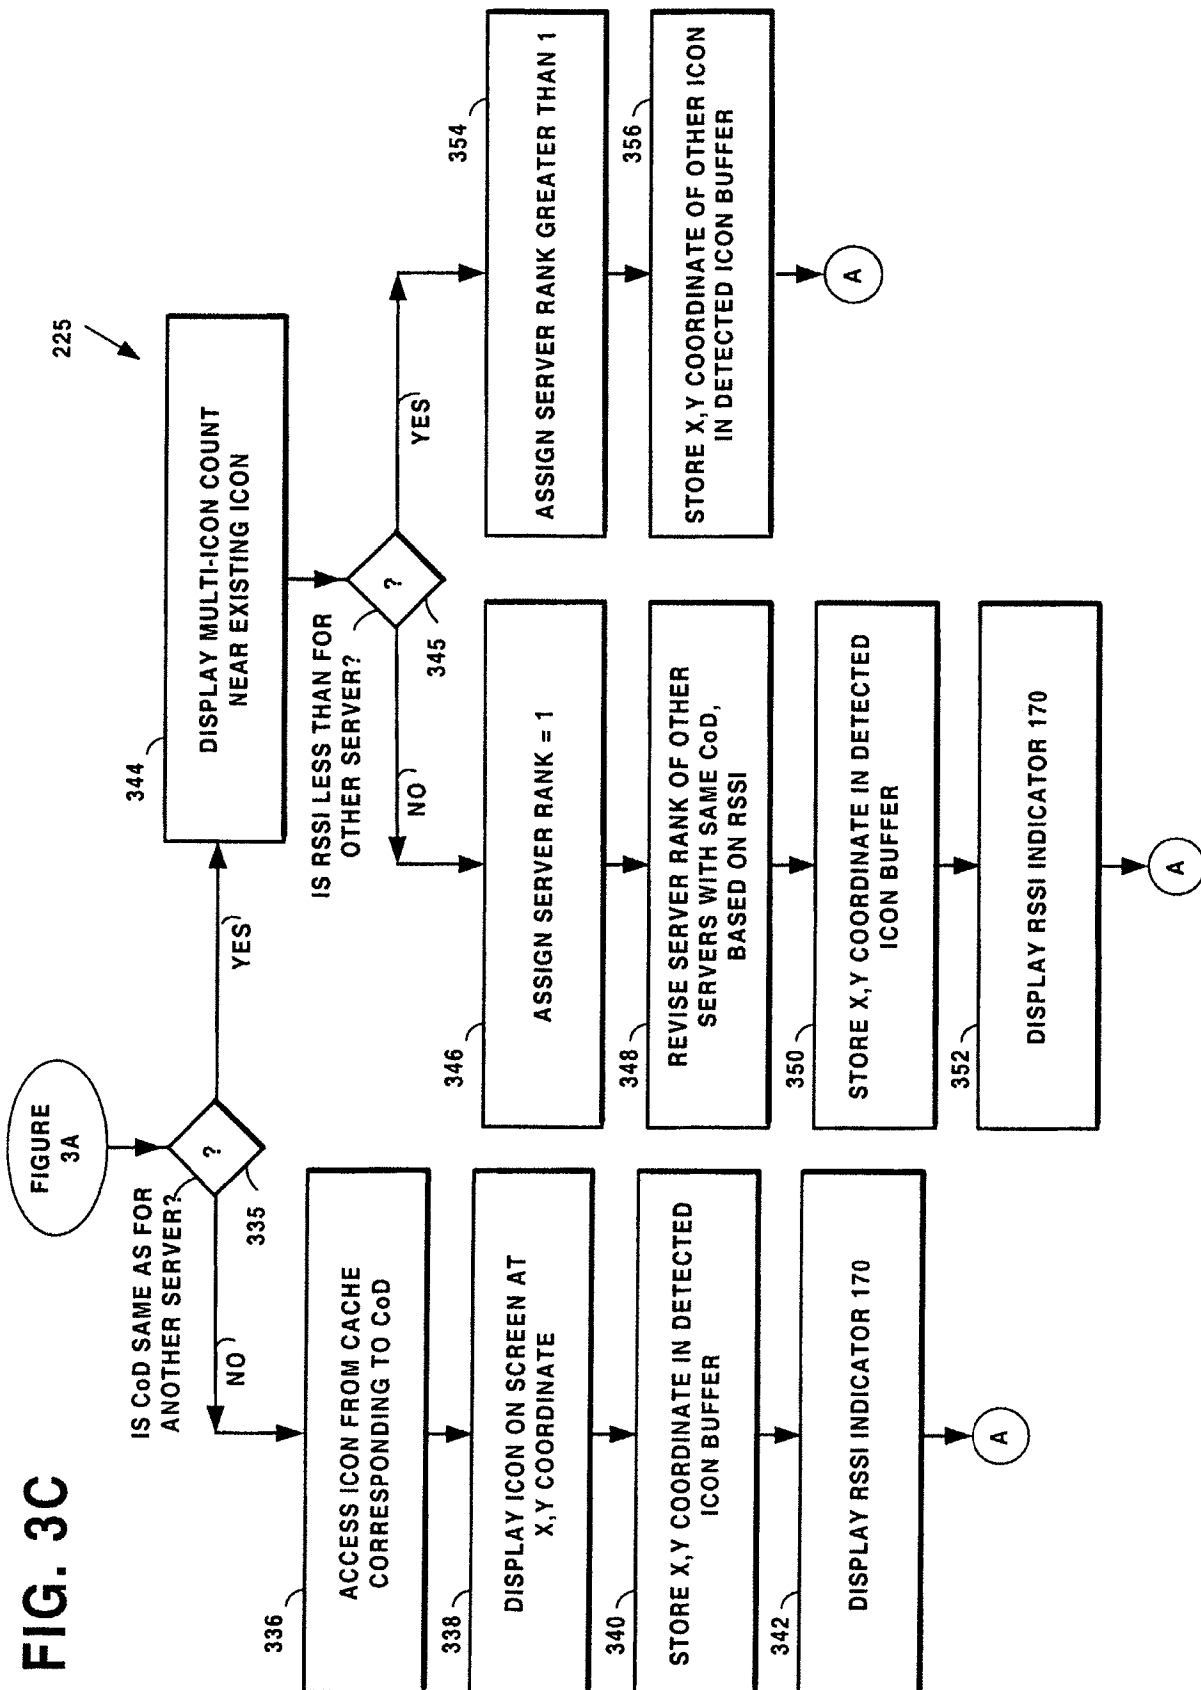 FIG. 3C
FIGURE
3A
225
?
IS CoD SAME AS FOR
ANOTHER SERVER?
335
NO
YES
336
ACCESS ICON FROM CACHE
CORRESPONDING TO CoD
338
DISPLAY ICON ON SCREEN AT
X,Y COORDINATE
340
STORE X,Y COORDINATE IN DETECTED
ICON BUFFER
342
DISPLAY RSSI INDICATOR 170
A
344
DISPLAY MULTI-ICON COUNT
NEAR EXISTING ICON
IS RSSI LESS THAN FOR
OTHER SERVER?
?
345
NO
YES
346
ASSIGN SERVER RANK = 1
348
REVISE SERVER RANK OF OTHER
SERVERS WITH SAME CoD,
BASED ON RSSI
350
STORE X,Y COORDINATE IN DETECTED
ICON BUFFER
352
DISPLAY RSSI INDICATOR 170
A
354
ASSIGN SERVER RANK GREATER THAN 1
356
STORE X,Y COORDINATE OF OTHER ICON
IN DETECTED ICON BUFFER
A